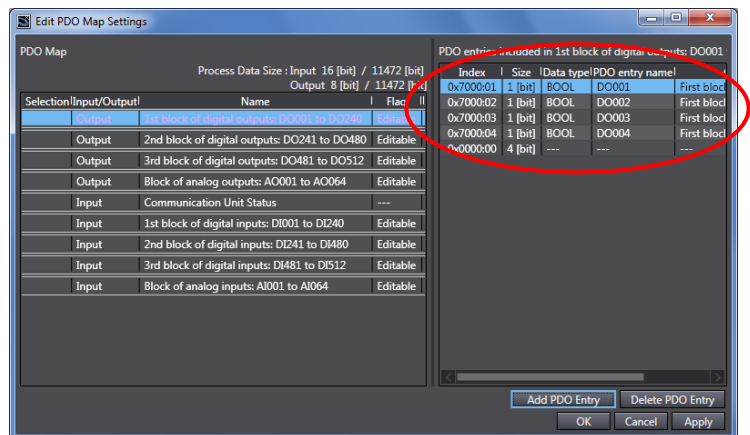 Edit PDO Map Settings
PDO Map
Process Data Size : Input 16 [bit] / 11472 [bit]
Output 8 [bit] / 11472 [bit]
Selection Input/Output Name Flag
Output 1st block of digital outputs: DO001 to DO240 Editable
Output 2nd block of digital outputs: DO241 to DO480 Editable
Output 3rd block of digital outputs: DO481 to DO512 Editable
Output Block of analog outputs: AO001 to AO064 Editable
Input Communication Unit Status ---
Input 1st block of digital inputs: DI001 to DI240 Editable
Input 2nd block of digital inputs: DI241 to DI480 Editable
Input 3rd block of digital inputs: DI481 to DI512 Editable
Input Block of analog inputs: AI001 to AI064 Editable
PDO entries included in 1st block of digital outputs: DO001
Index Size Data type PDO entry name
0x7000:01 1 [bit] BOOL DO001 First block
0x7000:02 1 [bit] BOOL DO002 First block
0x7000:03 1 [bit] BOOL DO003 First block
0x7000:04 1 [bit] BOOL DO004 First block
0x0000:00 4 [bit] --- --- ---
Add PDO Entry Delete PDO Entry
OK Cancel Apply